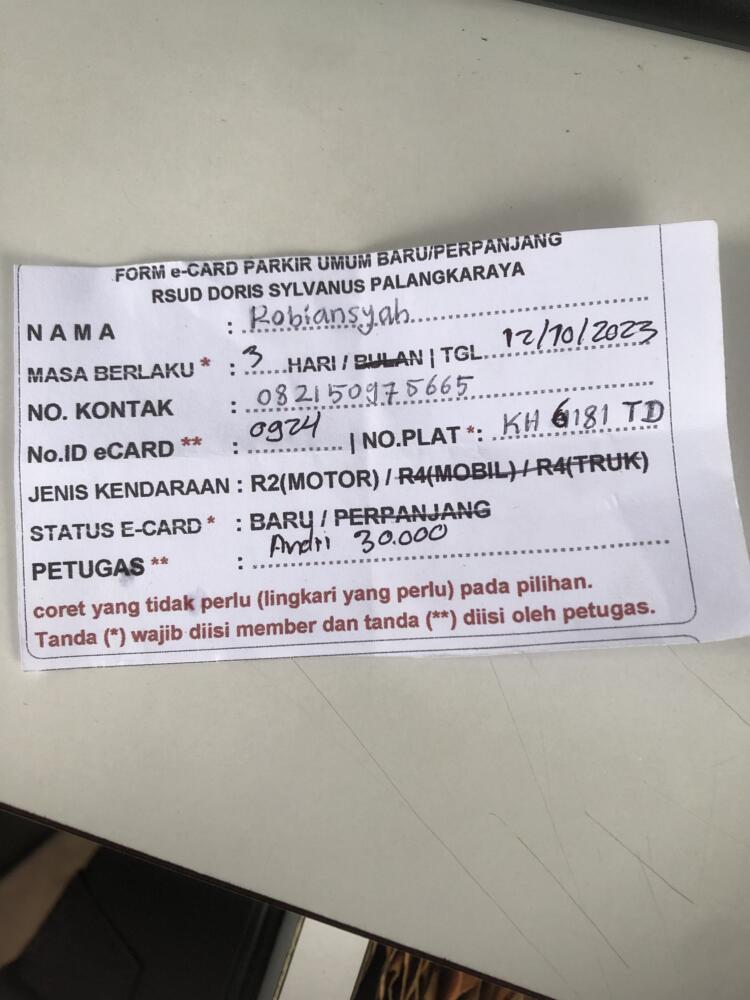 FORM e-CARD PARKIR UMUM BARU/PERPANJANG
RSUD DORIS SYLVANUS PALANGKARAYA
NAMA : Robiansyah
MASA BERLAKU * : 3 HARI / BULAN | TGL 12/10/2023
NO. KONTAK : 082150975665
No.ID eCARD ** : 0924 | NO.PLAT *: KH 6181 TD
JENIS KENDARAAN : R2(MOTOR) / R4(MOBIL) / R4(TRUK)
STATUS E-CARD * : BARU / PERPANJANG
PETUGAS ** : Andri 30.000
coret yang tidak perlu (lingkari yang perlu) pada pilihan.
Tanda (*) wajib diisi member dan tanda (**) diisi oleh petugas.